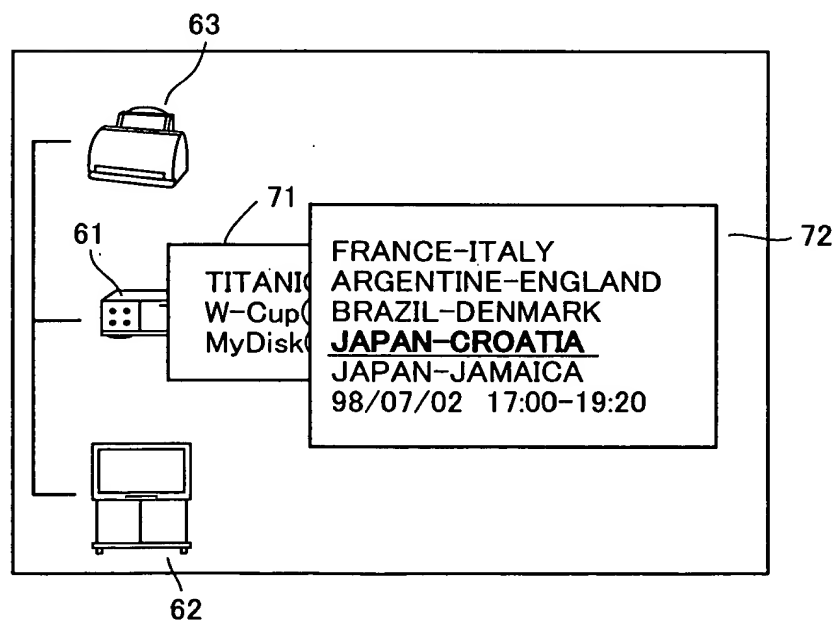 63
71
61
72
TITANIC
W-Cup(
MyDisk(
FRANCE-ITALY
ARGENTINE-ENGLAND
BRAZIL-DENMARK
JAPAN-CROATIA
JAPAN-JAMAICA
98/07/02 17:00-19:20
62